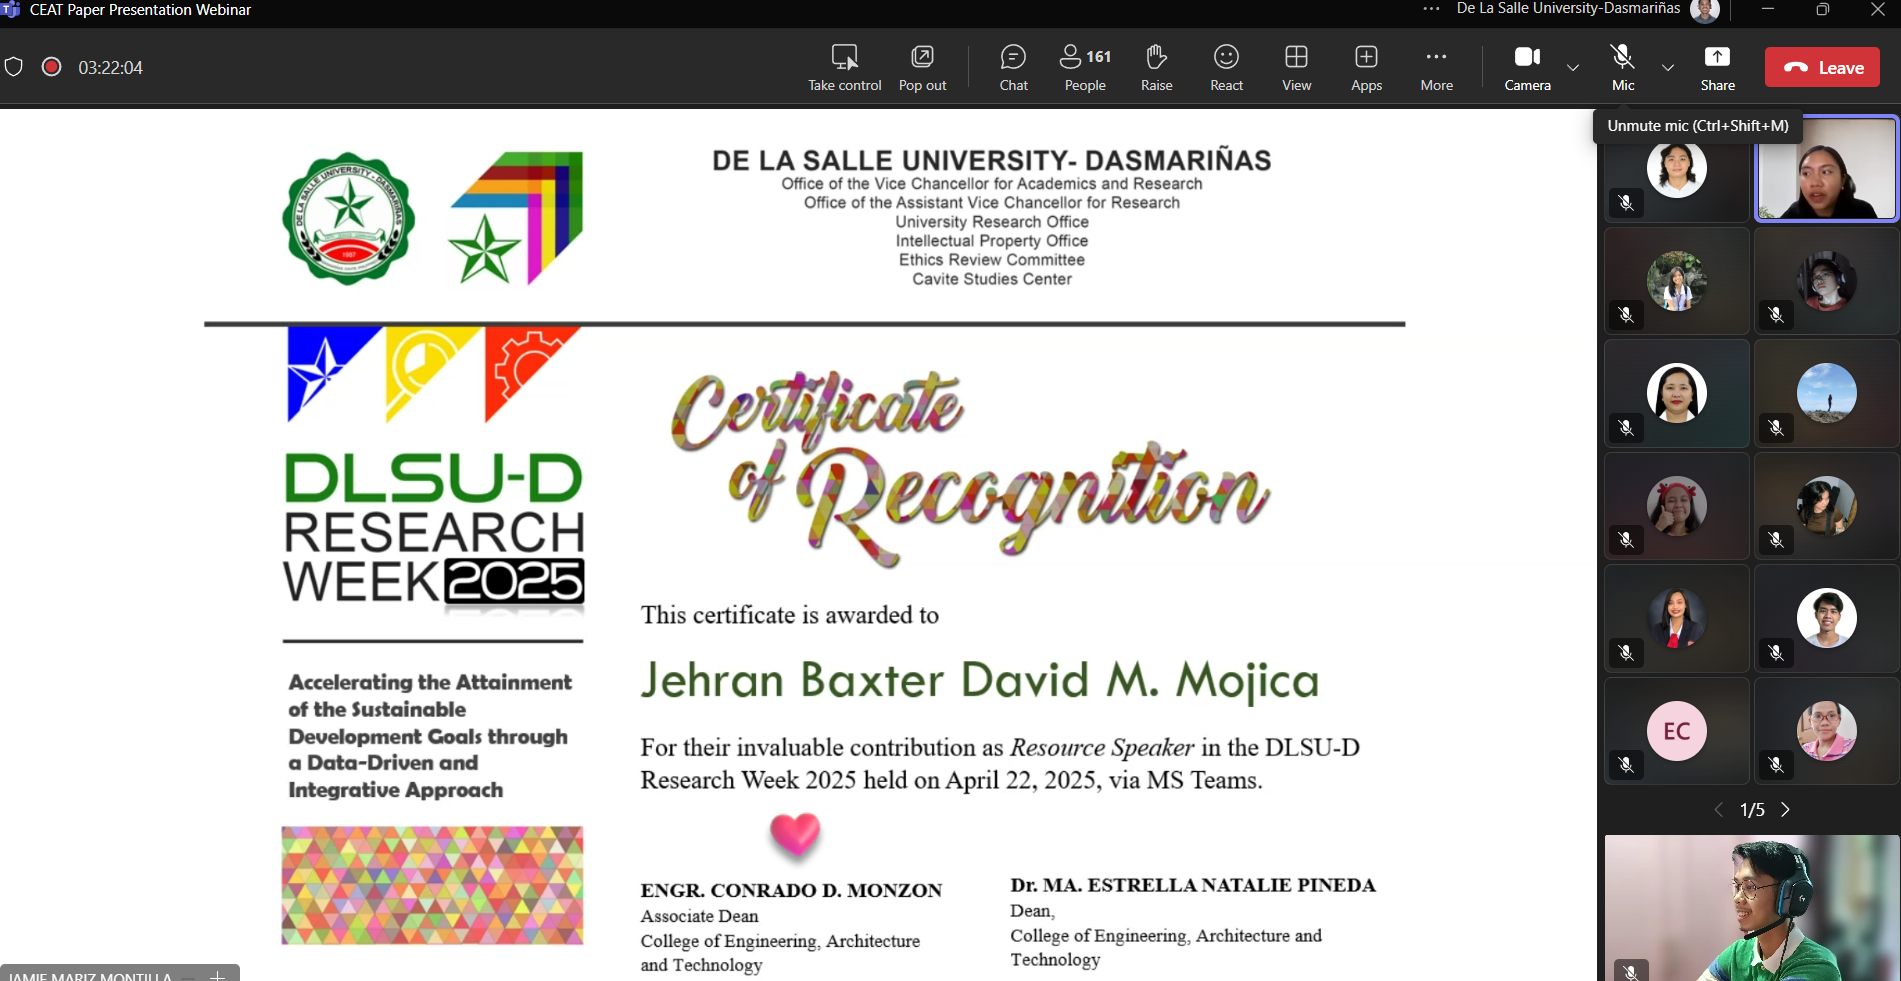 CEAT Paper Presentation Webinar
De La Salle University-Dasmariñas
03:22:04
Take control
Pop out
Chat
161
People
Raise
React
View
Apps
More
Camera
Mic
Share
Leave
Unmute mic (Ctrl+Shift+M)
DE LA SALLE UNIVERSITY - DASMARIÑAS
1987
DE LA SALLE UNIVERSITY- DASMARIÑAS
Office of the Vice Chancellor for Academics and Research
Office of the Assistant Vice Chancellor for Research
University Research Office
Intellectual Property Office
Ethics Review Committee
Cavite Studies Center
DLSU-D
RESEARCH
WEEK 2025
Accelerating the Attainment
of the Sustainable
Development Goals through
a Data-Driven and
Integrative Approach
Certificate
of Recognition
This certificate is awarded to
Jehran Baxter David M. Mojica
For their invaluable contribution as Resource Speaker in the DLSU-D
Research Week 2025 held on April 22, 2025, via MS Teams.
ENGR. CONRADO D. MONZON
Associate Dean
College of Engineering, Architecture
and Technology
Dr. MA. ESTRELLA NATALIE PINEDA
Dean,
College of Engineering, Architecture and
Technology
EC
1/5
JAMIE MARIZ MONTILLA